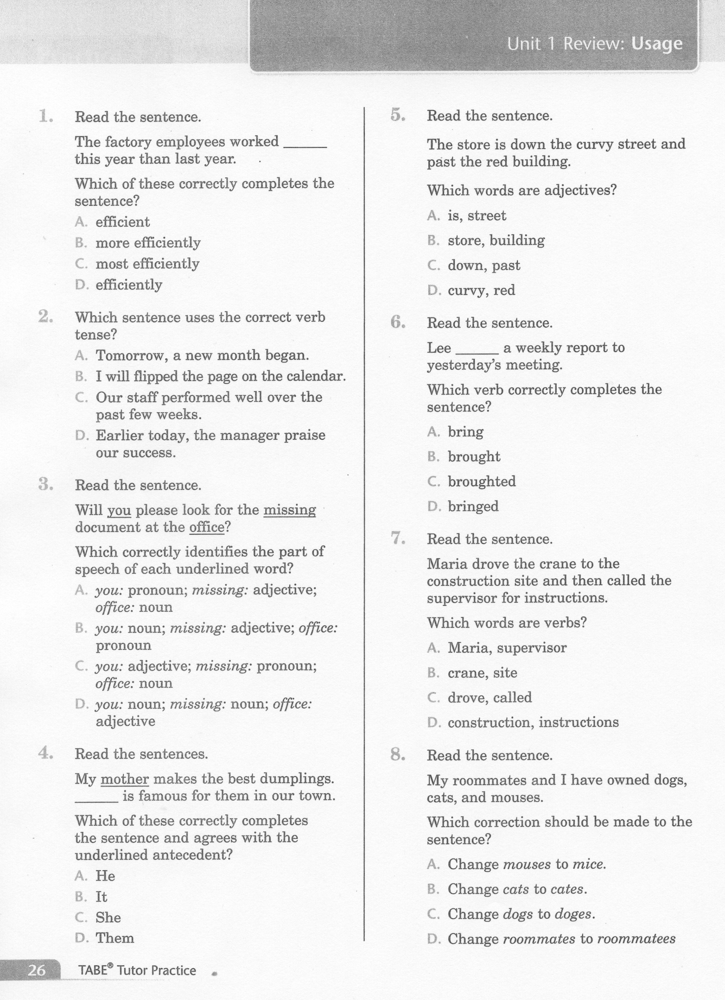 Unit 1 Review: Usage
1. Read the sentence.
The factory employees worked ______
this year than last year.
Which of these correctly completes the
sentence?
A. efficient
B. more efficiently
C. most efficiently
D. efficiently
2. Which sentence uses the correct verb
tense?
A. Tomorrow, a new month began.
B. I will flipped the page on the calendar.
C. Our staff performed well over the
past few weeks.
D. Earlier today, the manager praise
our success.
3. Read the sentence.
Will you please look for the missing
document at the office?
Which correctly identifies the part of
speech of each underlined word?
A. you: pronoun; missing: adjective;
office: noun
B. you: noun; missing: adjective; office:
pronoun
C. you: adjective; missing: pronoun;
office: noun
D. you: noun; missing: noun; office:
adjective
4. Read the sentences.
My mother makes the best dumplings.
______ is famous for them in our town.
Which of these correctly completes
the sentence and agrees with the
underlined antecedent?
A. He
B. It
C. She
D. Them
5. Read the sentence.
The store is down the curvy street and
past the red building.
Which words are adjectives?
A. is, street
B. store, building
C. down, past
D. curvy, red
6. Read the sentence.
Lee ______ a weekly report to
yesterday's meeting.
Which verb correctly completes the
sentence?
A. bring
B. brought
C. broughted
D. bringed
7. Read the sentence.
Maria drove the crane to the
construction site and then called the
supervisor for instructions.
Which words are verbs?
A. Maria, supervisor
B. crane, site
C. drove, called
D. construction, instructions
8. Read the sentence.
My roommates and I have owned dogs,
cats, and mouses.
Which correction should be made to the
sentence?
A. Change mouses to mice.
B. Change cats to cates.
C. Change dogs to doges.
D. Change roommates to roommatees
26 TABE® Tutor Practice